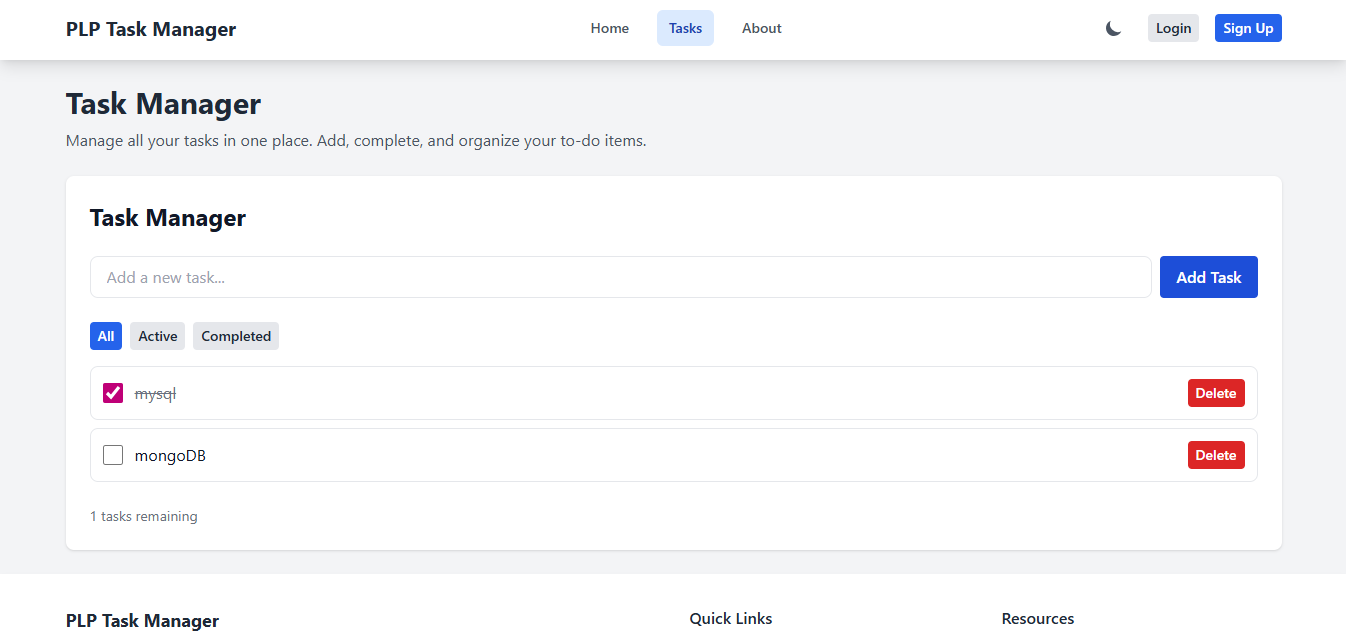 PLP Task Manager Home Tasks About Login Sign Up
Task Manager
Manage all your tasks in one place. Add, complete, and organize your to-do items.
Task Manager
Add a new task... Add Task
All Active Completed
mysql Delete
mongoDB Delete
1 tasks remaining
PLP Task Manager Quick Links Resources